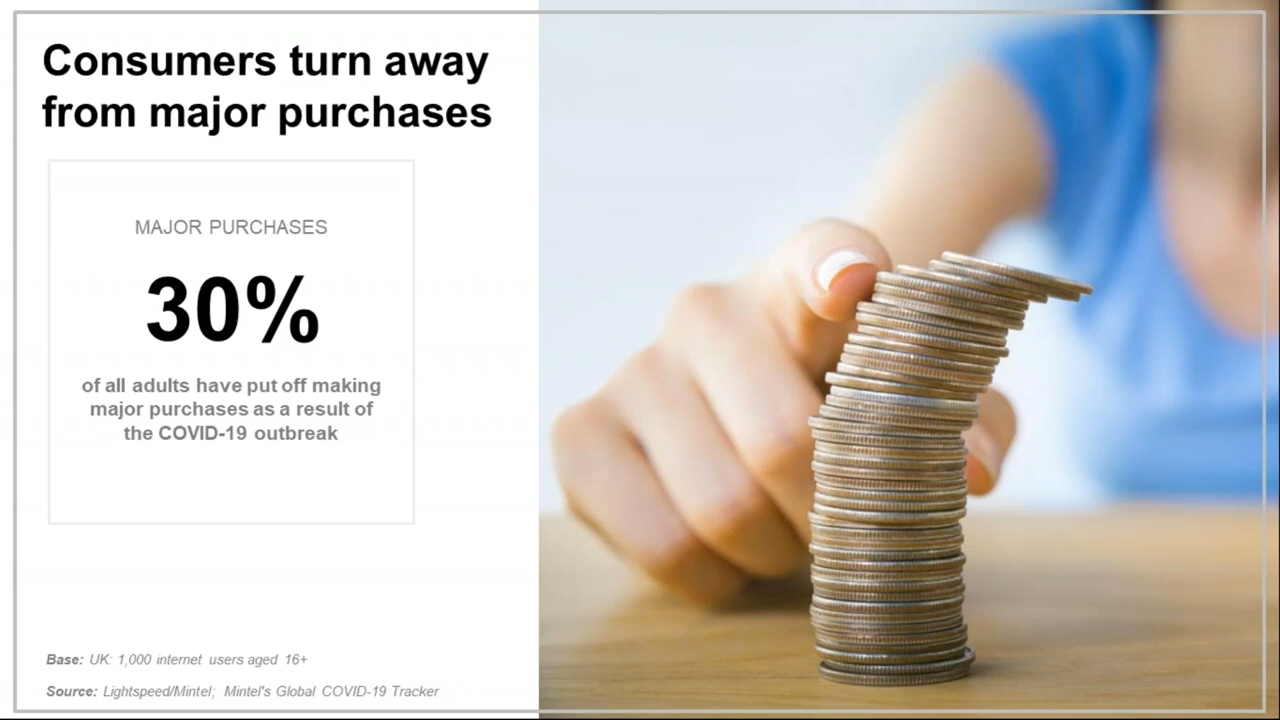 Consumers turn away
from major purchases
MAJOR PURCHASES
30%
of all adults have put off making
major purchases as a result of
the COVID-19 outbreak
Base: UK: 1,000 internet users aged 16+
Source: Lightspeed/Mintel; Mintel's Global COVID-19 Tracker